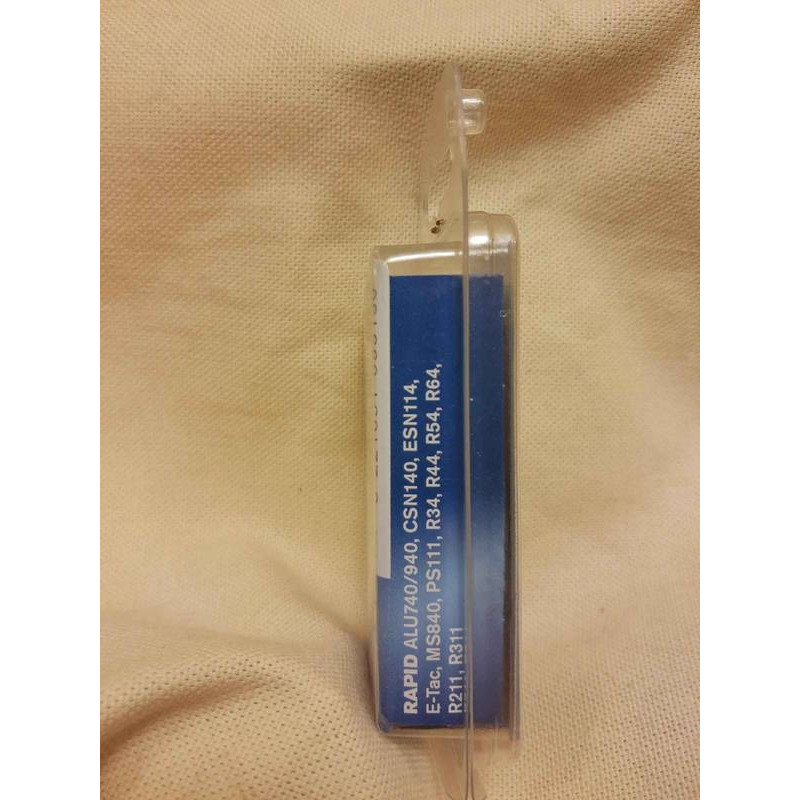 RAPID ALU740/940, CSN140, ESN114,
E-Tac, MS840, PS111, R34, R44, R54, R64,
R211, R311